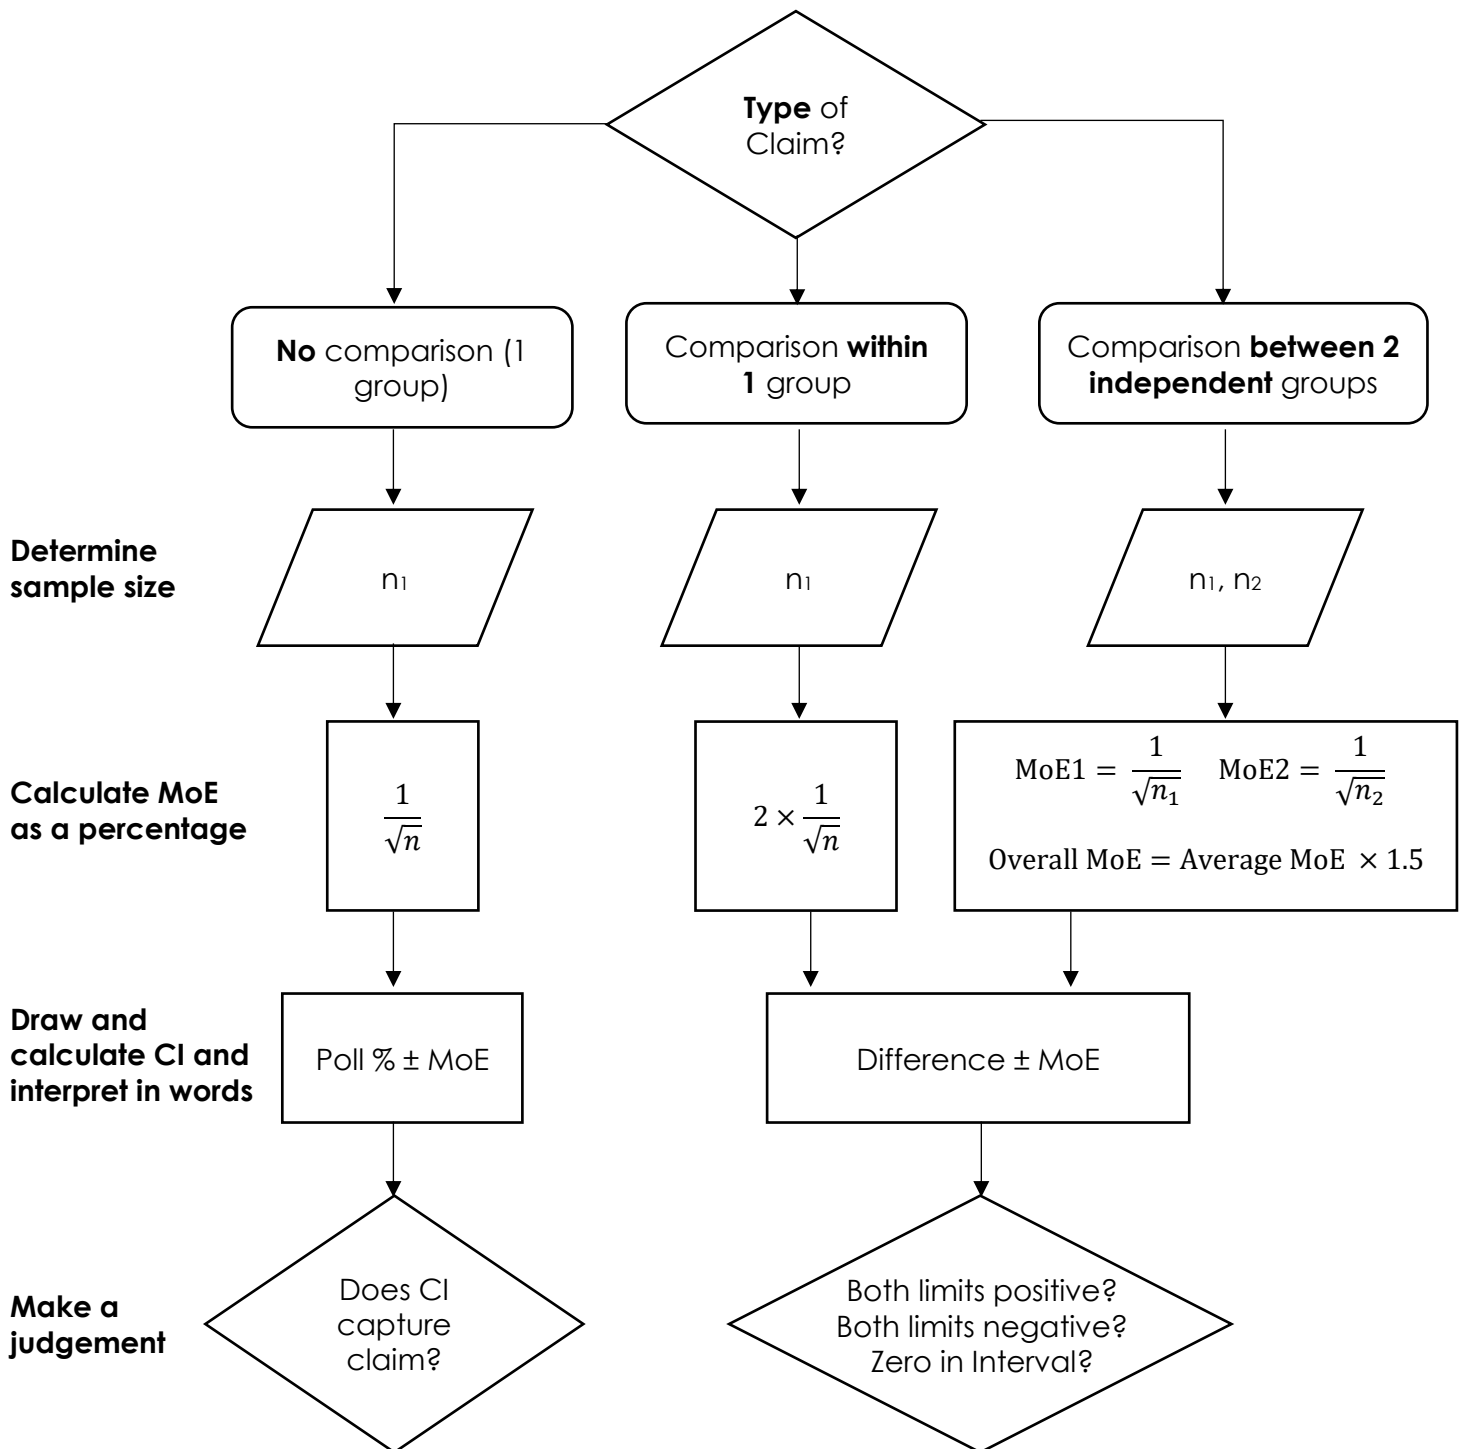 Type of
Claim?
No comparison (1
group)
Comparison within
1 group
Comparison between 2
independent groups
Determine
sample size
n₁
n₁
n₁, n₂
Calculate MoE
as a percentage
1
√n
2 × 1
√n
MoE1 = 1/√n₁ MoE2 = 1/√n₂
Overall MoE = Average MoE × 1.5
Draw and
calculate CI and
interpret in words
Poll % ± MoE
Difference ± MoE
Make a
judgement
Does CI
capture
claim?
Both limits positive?
Both limits negative?
Zero in Interval?